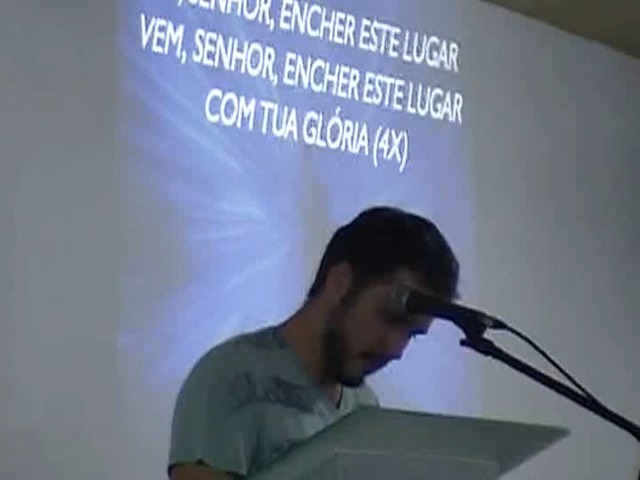 SENHOR, ENCHER ESTE LUGAR
VEM, SENHOR, ENCHER ESTE LUGAR
COM TUA GLÓRIA (4X)